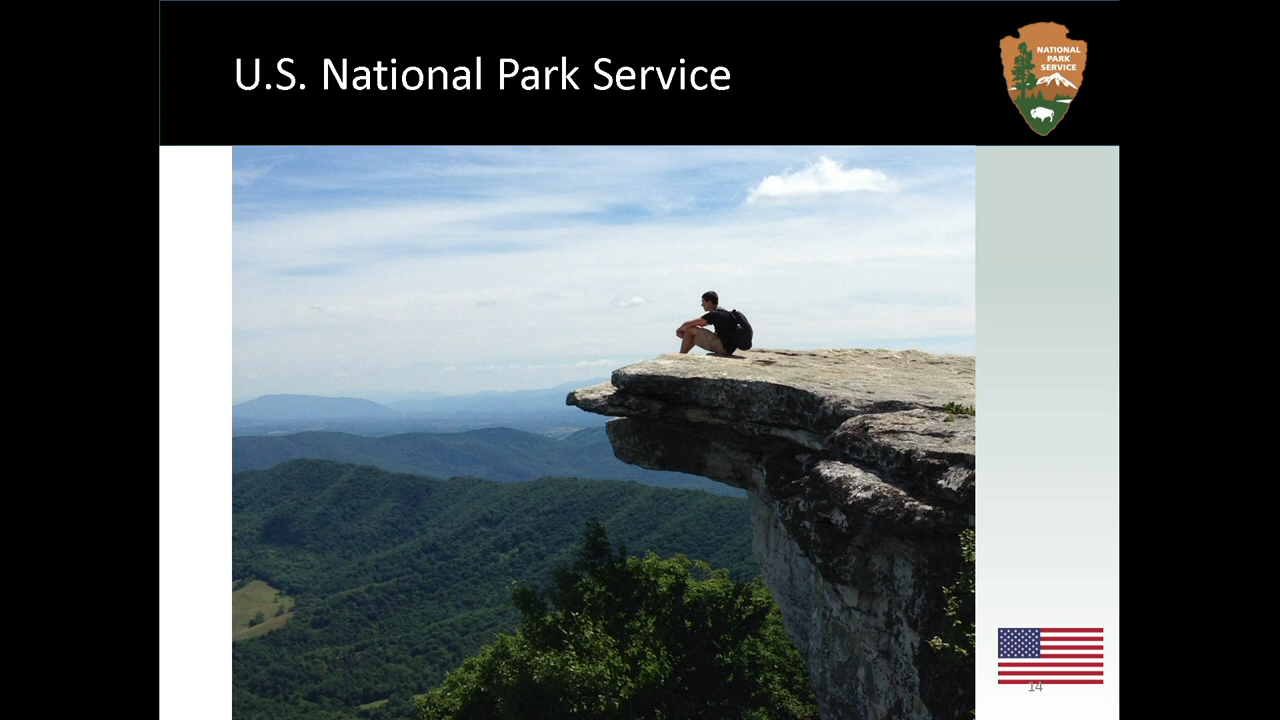 U.S. National Park Service
NATIONAL
PARK
SERVICE
14